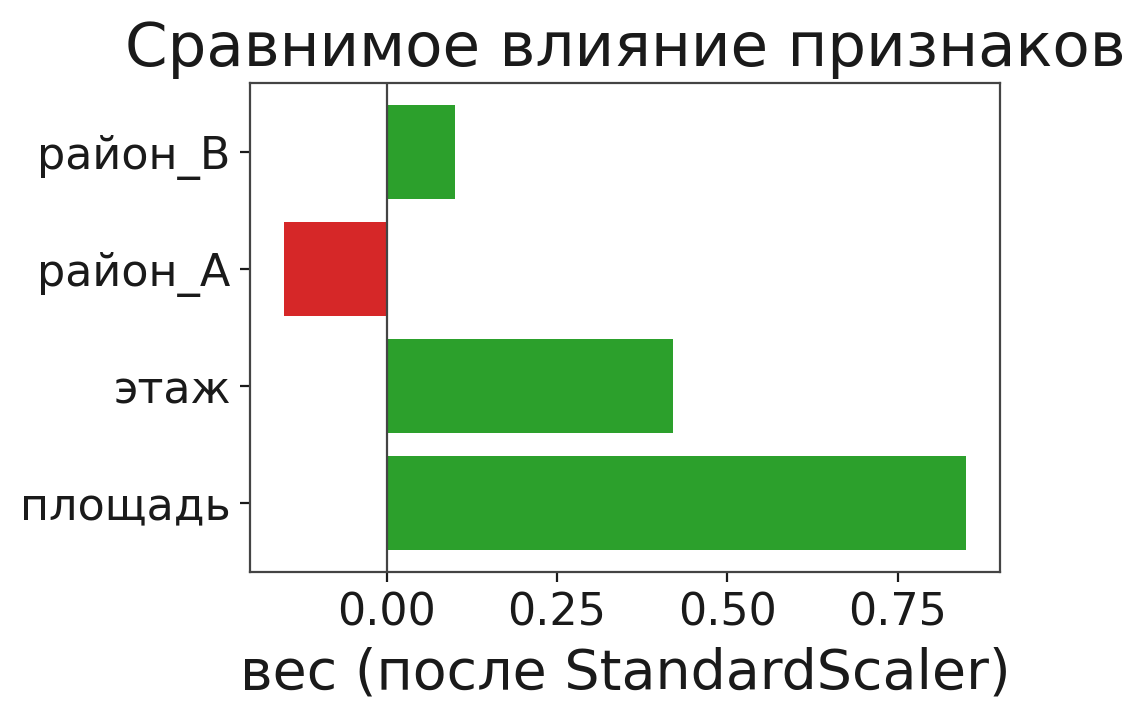 Сравнимое влияние признаков
район_B
район_A
этаж
площадь
0.00 0.25 0.50 0.75
вес (после StandardScaler)